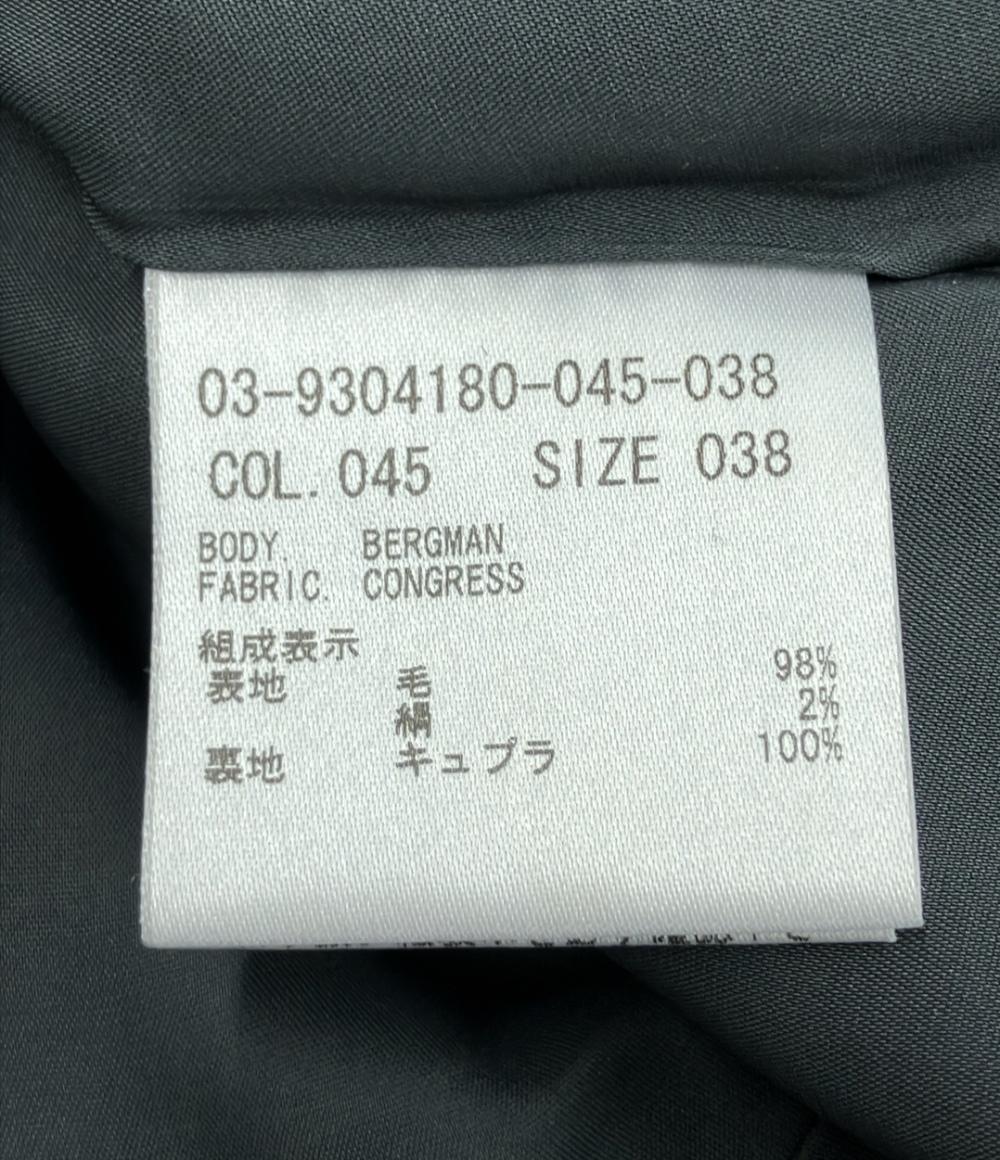 03-9304180-045-038
COL. 045 SIZE 038
BODY. BERGMAN
FABRIC. CONGRESS
組成表示
表地 毛 98%
絹 2%
裏地 キュプラ 100%